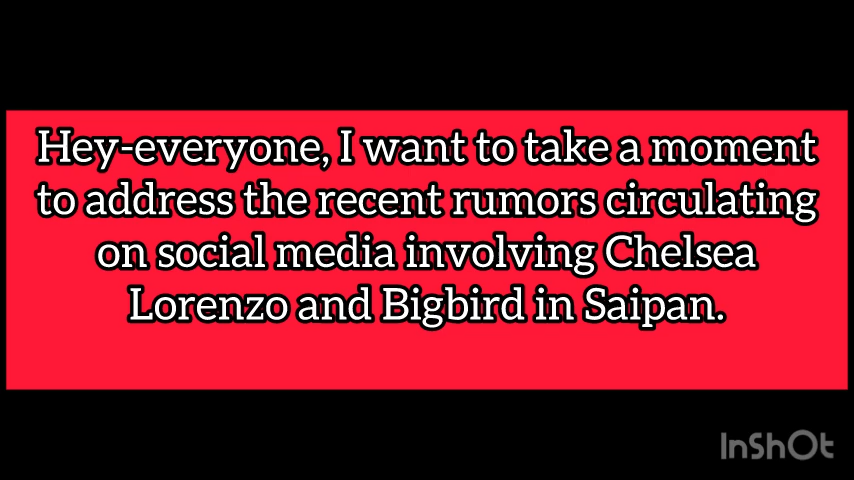 Hey-everyone, I want to take a moment
to address the recent rumors circulating
on social media involving Chelsea
Lorenzo and Bigbird in Saipan.
InShOt